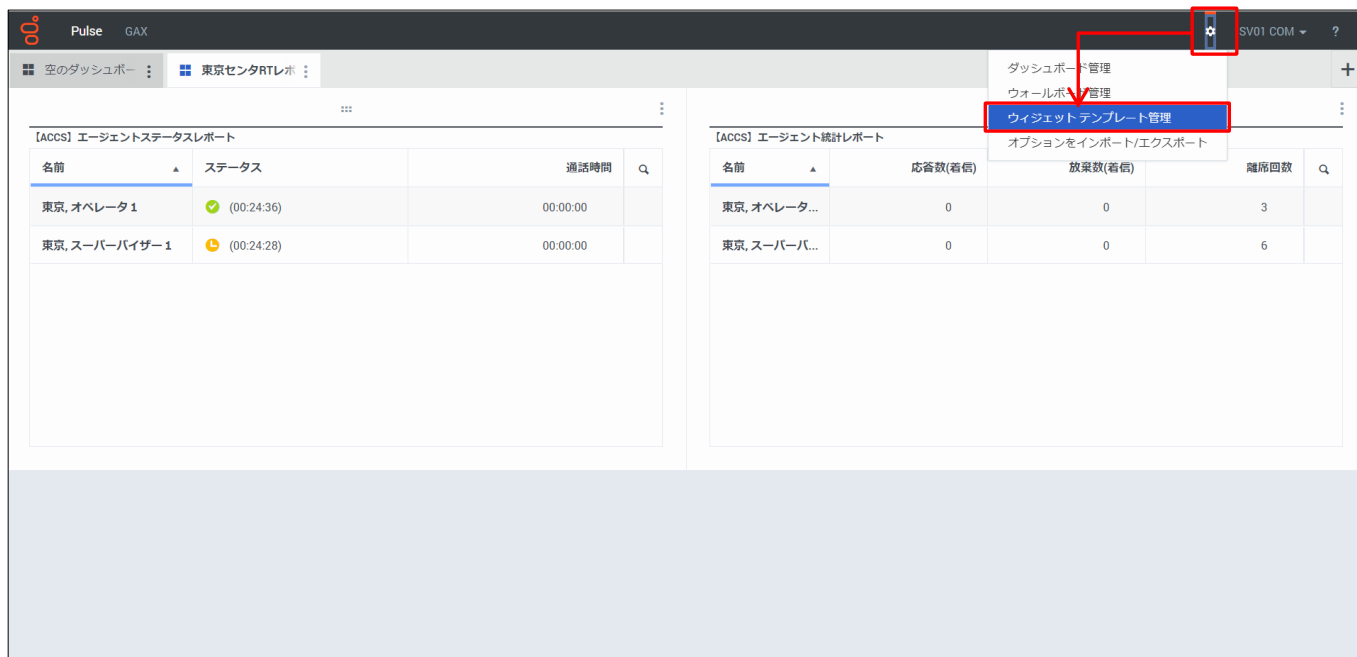 Pulse GAX SV01 COM ?
空のダッシュボー 東京センタRTレポ
ダッシュボード管理
ウォールボード管理
ウィジェットテンプレート管理
オプションをインポート/エクスポート
【ACCS】エージェントステータスレポート
名前 ステータス 通話時間
東京, オペレータ 1 (00:24:36) 00:00:00
東京, スーパーバイザー 1 (00:24:28) 00:00:00
【ACCS】エージェント統計レポート
名前 応答数(着信) 放棄数(着信) 離席回数
東京, オペレータ... 0 0 3
東京, スーパーバ... 0 0 6